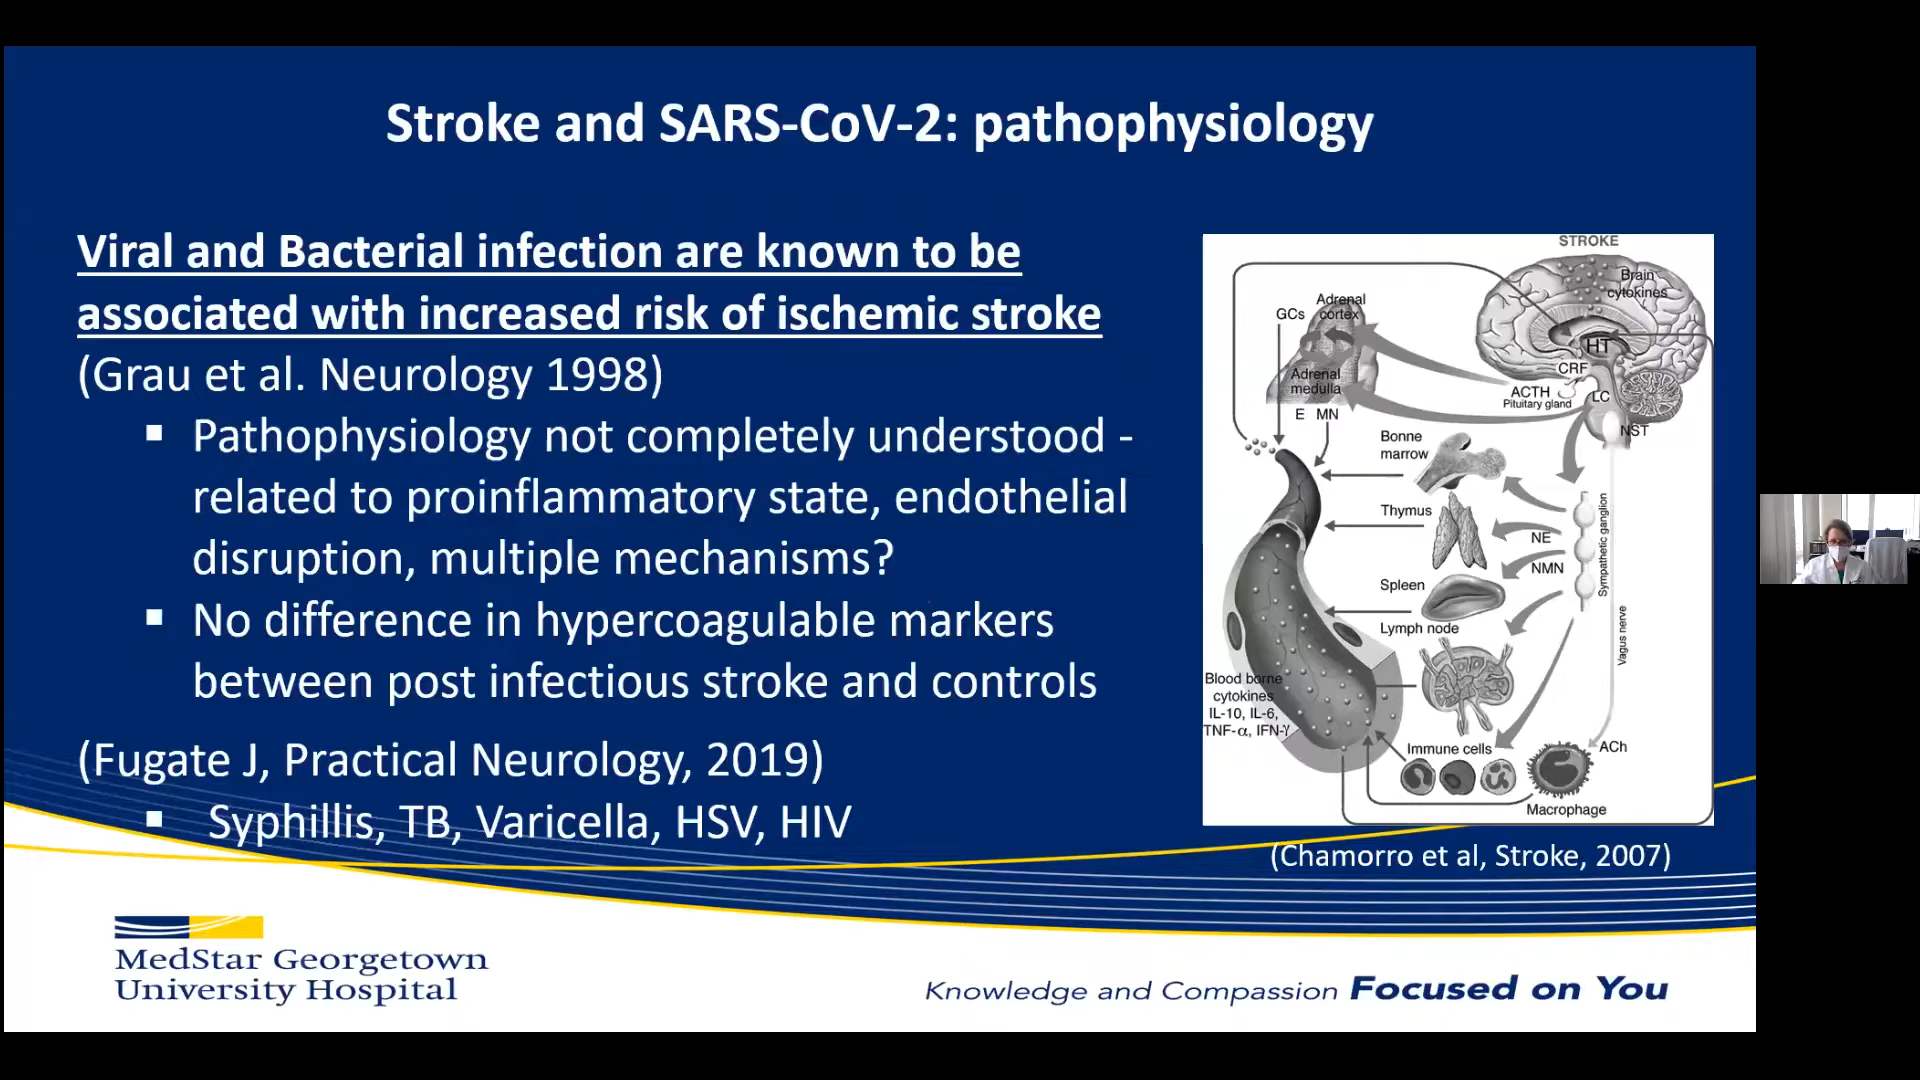 Stroke and SARS-CoV-2: pathophysiology
Viral and Bacterial infection are known to be
associated with increased risk of ischemic stroke
(Grau et al. Neurology 1998)
▪ Pathophysiology not completely understood -
related to proinflammatory state, endothelial
disruption, multiple mechanisms?
▪ No difference in hypercoagulable markers
between post infectious stroke and controls
(Fugate J, Practical Neurology, 2019)
▪ Syphillis, TB, Varicella, HSV, HIV
STROKE
Brain
cytokines
Adrenal
cortex
GCs
HT
CRF
Adrenal
medulla
ACTH
Pituitary gland
LC
E MN
NST
Bonne
marrow
Thymus
NE
NMN
Sympathetic ganglion
Spleen
Lymph node
Vagus nerve
Blood borne
cytokines
IL-10, IL-6,
TNF-α, IFN-γ
Immune cells
ACh
Macrophage
(Chamorro et al, Stroke, 2007)
MedStar Georgetown
University Hospital
Knowledge and Compassion Focused on You